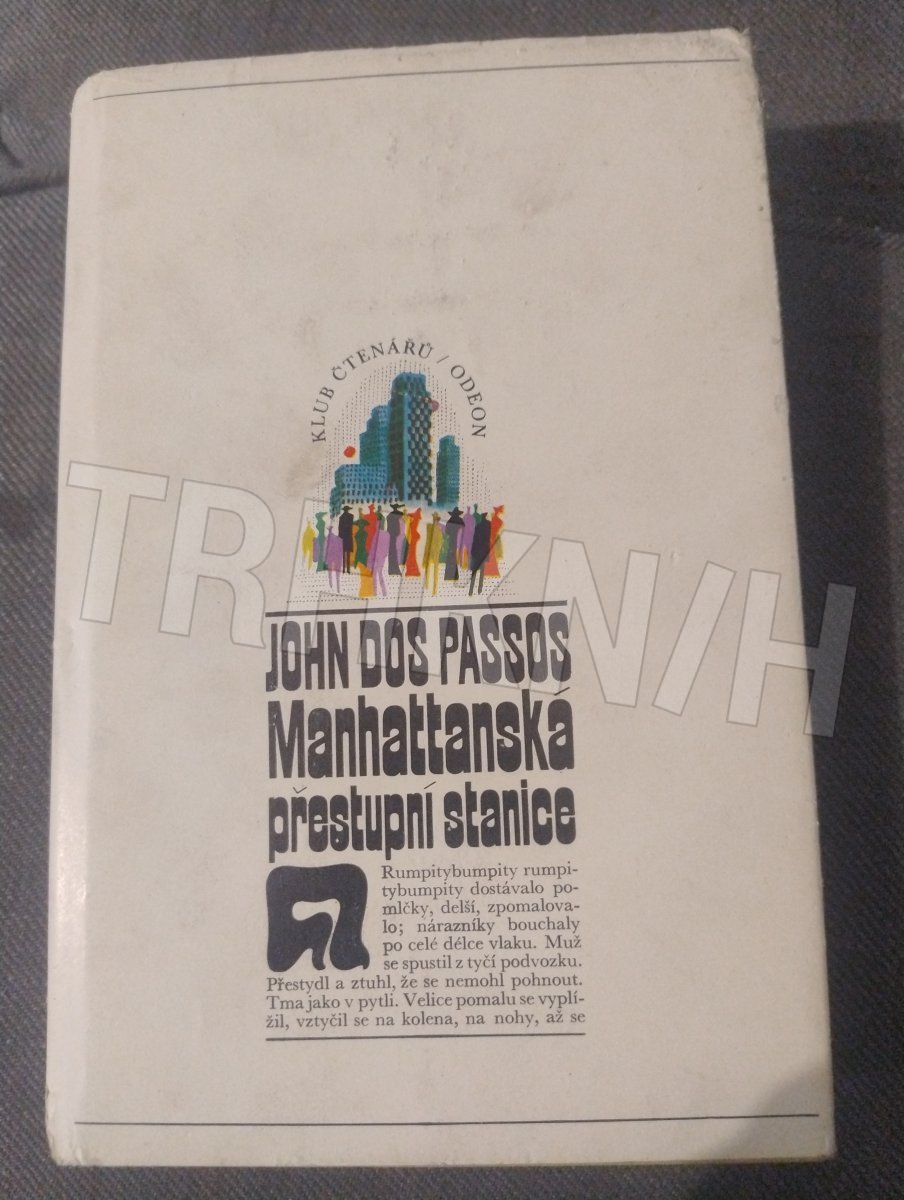 KLUB ČTENÁŘŮ / ODEON
TRHKNIH
JOHN DOS PASSOS
Manhattanská
přestupní stanice
Rumpitybumpity rumpi-
tybumpity dostávalo po-
mlčky, delší, zpomalova-
lo; nárazníky bouchaly
po celé délce vlaku. Muž
se spustil z tyčí podvozku.
Přestydl a ztuhl, že se nemohl pohnout.
Tma jako v pytli. Velice pomalu se vyplí-
žil, vztyčil se na kolena, na nohy, až se